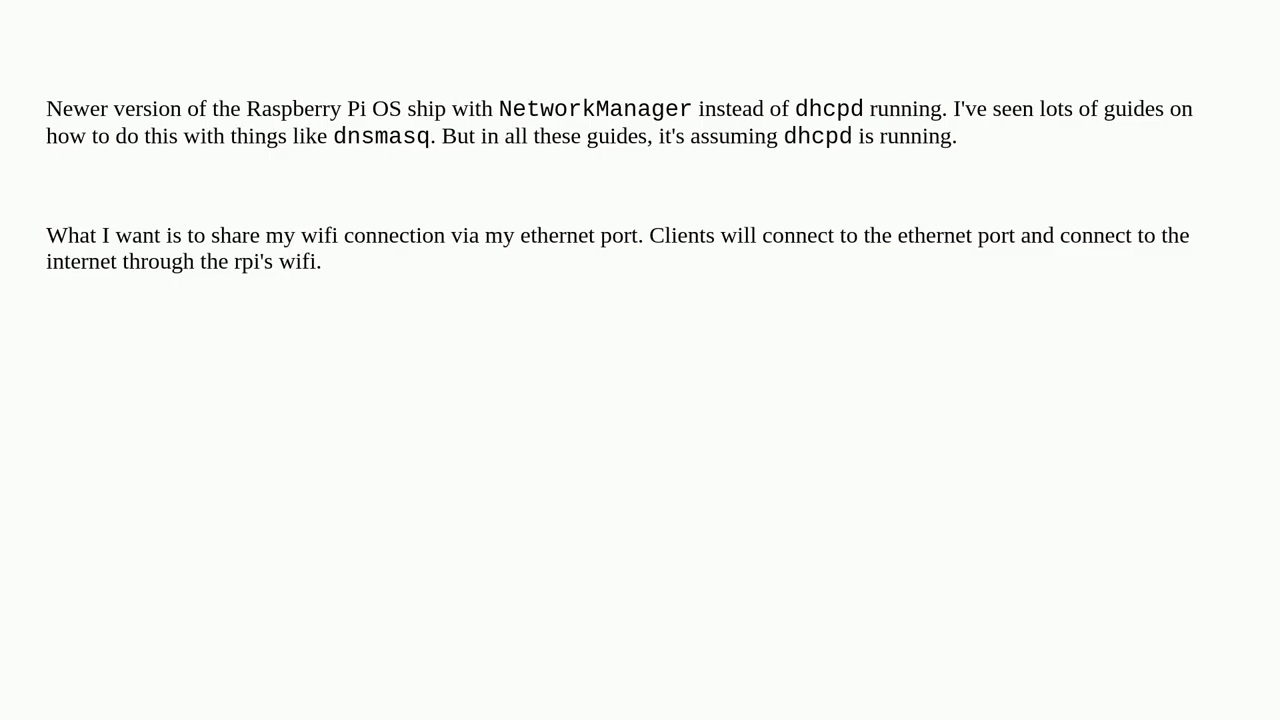 Newer version of the Raspberry Pi OS ship with NetworkManager instead of dhcpd running. I've seen lots of guides on
how to do this with things like dnsmasq. But in all these guides, it's assuming dhcpd is running.
What I want is to share my wifi connection via my ethernet port. Clients will connect to the ethernet port and connect to the
internet through the rpi's wifi.